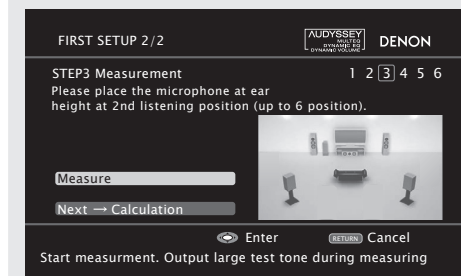 FIRST SETUP 2/2
AUDYSSEY
MULTEQ
DYNAMIC EQ
DYNAMIC VOLUME
DENON
STEP3 Measurement
1 2 3 4 5 6
Please place the microphone at ear
height at 2nd listening position (up to 6 position).
Measure
Next → Calculation
Enter
RETURN Cancel
Start measurment. Output large test tone during measuring